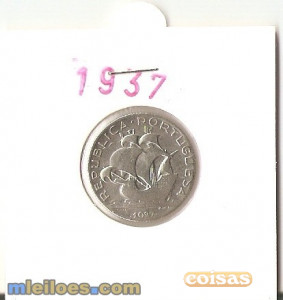 1937
REPUBLICA · PORTUGUESA
mleiloes.com
coisas